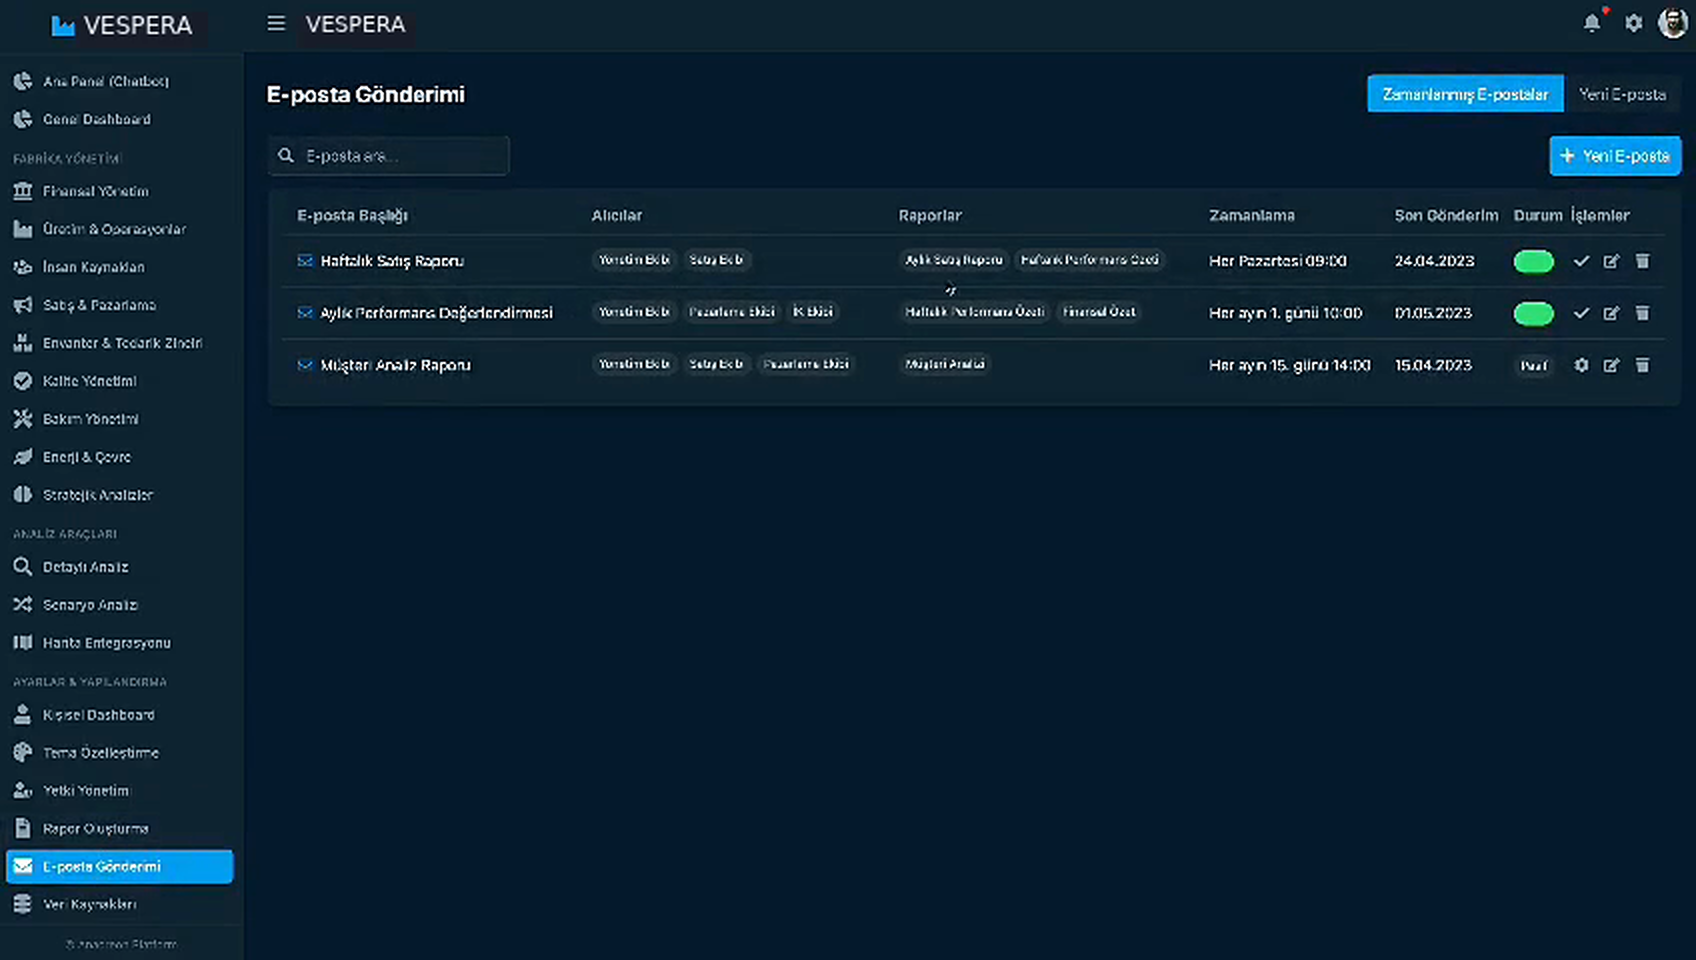 VESPERA
VESPERA
Ana Panel (Chatbot)
Genel Dashboard
FABRİKA YÖNETİMİ
Finansal Yönetim
Üretim & Operasyonlar
İnsan Kaynakları
Satış & Pazarlama
Envanter & Tedarik Zinciri
Kalite Yönetimi
Bakım Yönetimi
Enerji & Çevre
Stratejik Analizler
ANALİZ ARAÇLARI
Detaylı Analiz
Senaryo Analizi
Harita Entegrasyonu
AYARLAR & YAPILANDIRMA
Kişisel Dashboard
Tema Özelleştirme
Yetki Yönetimi
Rapor Oluşturma
E-posta Gönderimi
Veri Kaynakları
© Anadreon Platform
E-posta Gönderimi
Zamanlanmış E-postalar Yeni E-posta
E-posta ara...
+ Yeni E-posta
E-posta Başlığı Alıcılar Raporlar Zamanlama Son Gönderim Durum İşlemler
Haftalık Satış Raporu Yönetim Ekibi Satış Ekibi Aylık Satış Raporu Haftalık Performans Özeti Her Pazartesi 09:00 24.04.2023
Aylık Performans Değerlendirmesi Yönetim Ekibi Pazarlama Ekibi İK Ekibi Haftalık Performans Özeti Finansal Özet Her ayın 1. günü 10:00 01.05.2023
Müşteri Analiz Raporu Yönetim Ekibi Satış Ekibi Pazarlama Ekibi Müşteri Analizi Her ayın 15. günü 14:00 15.04.2023 Pasif